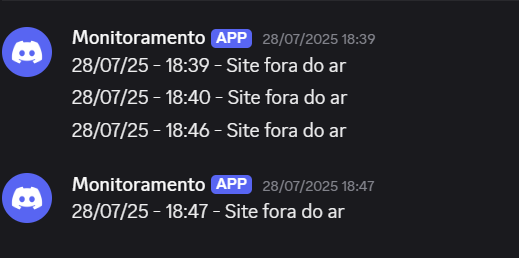 Monitoramento APP 28/07/2025 18:39
28/07/25 - 18:39 - Site fora do ar
28/07/25 - 18:40 - Site fora do ar
28/07/25 - 18:46 - Site fora do ar
Monitoramento APP 28/07/2025 18:47
28/07/25 - 18:47 - Site fora do ar